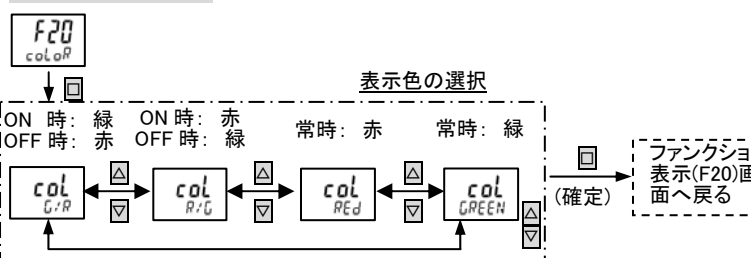 F20
coLoR
表示色の選択
ON 時： 緑
OFF 時： 赤
ON 時： 赤
OFF 時： 緑
常時： 赤
常時： 緑
coL
G/R
coL
R/G
coL
REd
coL
GREEN
(確定)
ファンクショ
表示(F20)画
面へ戻る